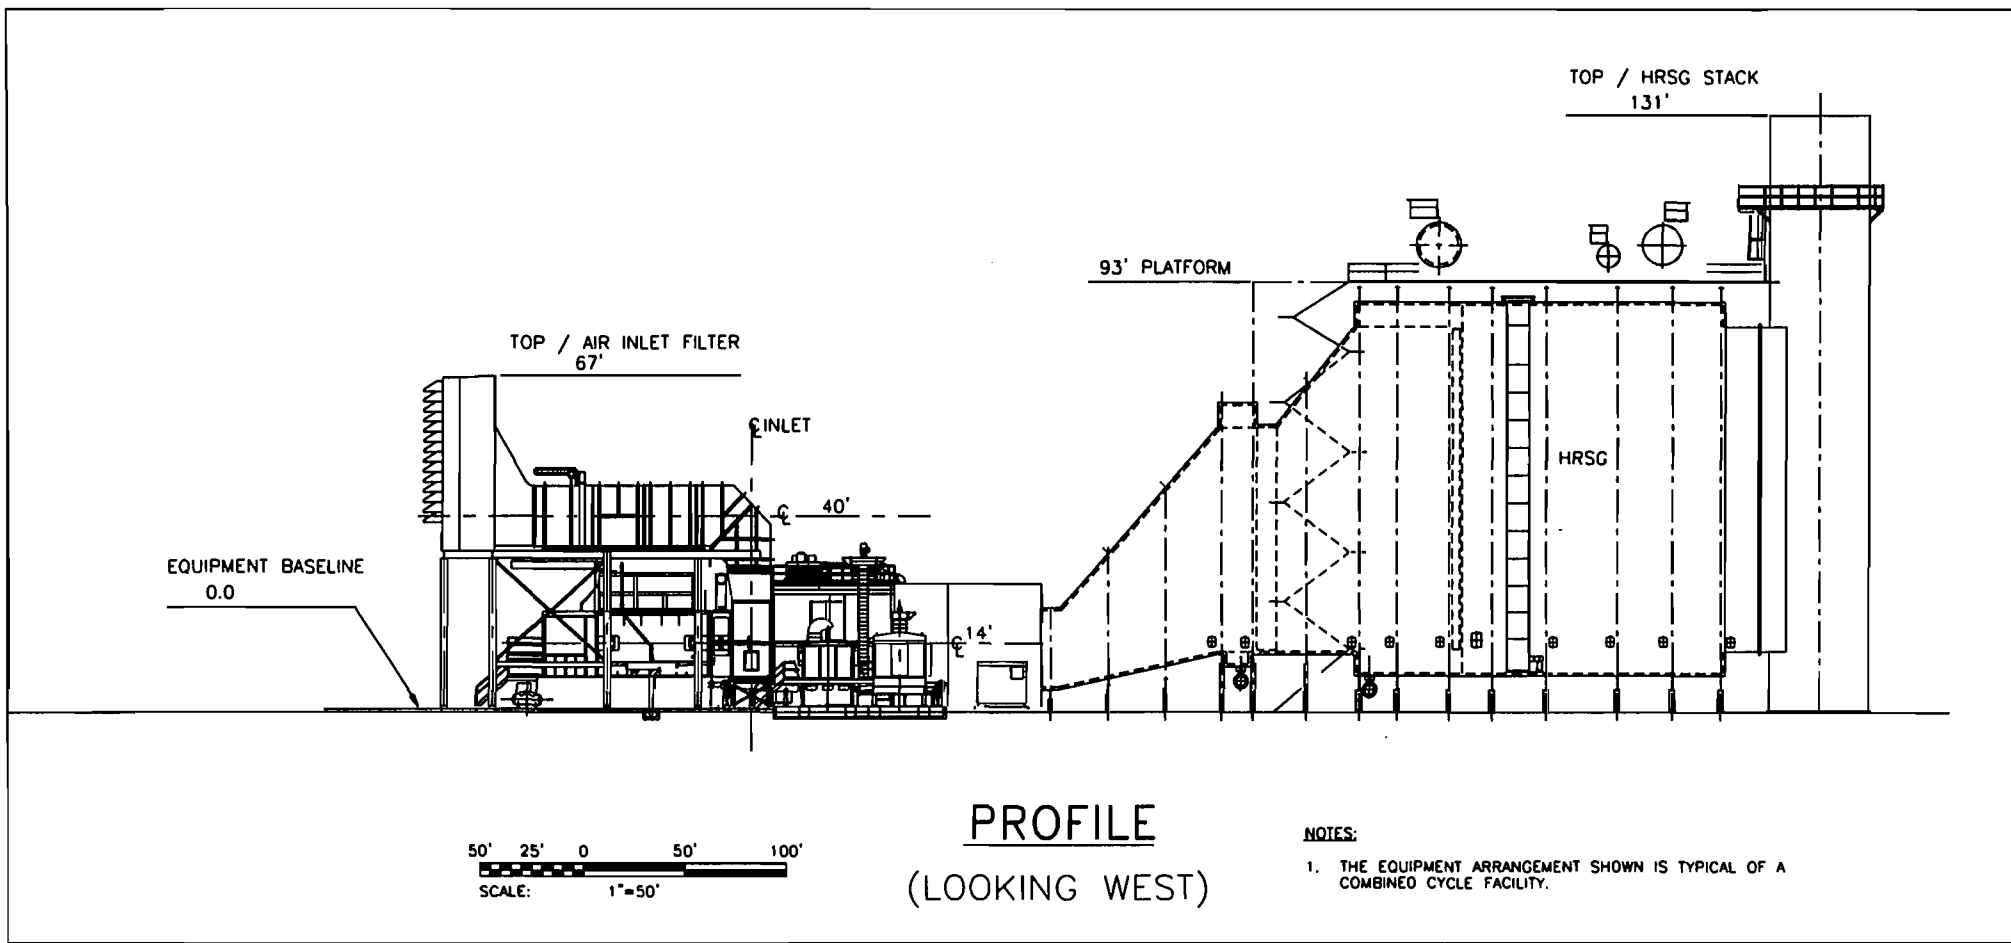 TOP / HRSG STACK
131'
93' PLATFORM
TOP / AIR INLET FILTER
67'
℄ INLET
℄ 40'
HRSG
EQUIPMENT BASELINE
0.0
℄ 14'
PROFILE
(LOOKING WEST)
50' 25' 0 50' 100'
SCALE: 1"=50'
NOTES:
1. THE EQUIPMENT ARRANGEMENT SHOWN IS TYPICAL OF A
COMBINED CYCLE FACILITY.